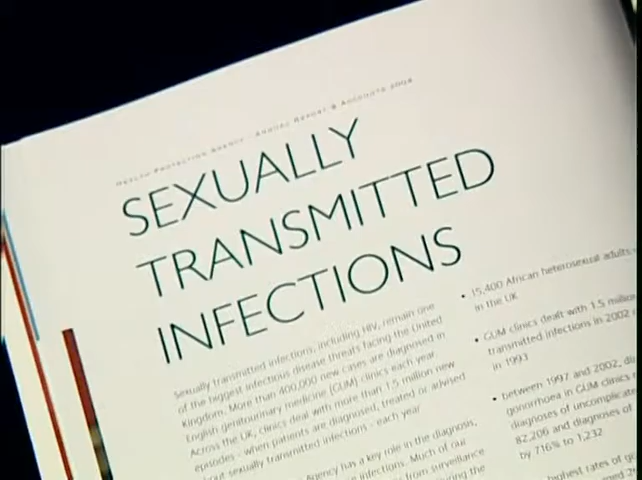 HEALTH PROTECTION AGENCY - ANNUAL REPORT & ACCOUNTS 2004
SEXUALLY
TRANSMITTED
INFECTIONS
Sexually transmitted infections, including HIV, remain one
of the biggest infectious disease threats facing the United
Kingdom. More than 400,000 new cases are diagnosed in
English genitourinary medicine (GUM) clinics each year.
Across the UK, clinics deal with more than 1.5 million new
episodes - when patients are diagnosed, treated or advised
about sexually transmitted infections - each year
Agency has a key role in the diagnosis,
infections. Much of our
from surveillance
during the
• 15,400 African heterosexual adults
in the UK
• GUM clinics dealt with 1.5 million
transmitted infections in 2002
in 1993
• between 1997 and 2002,
gonorrhoea in GUM clinics
diagnoses of uncomplicated
82,206 and diagnoses of
by 716% to 1,232
highest rates of